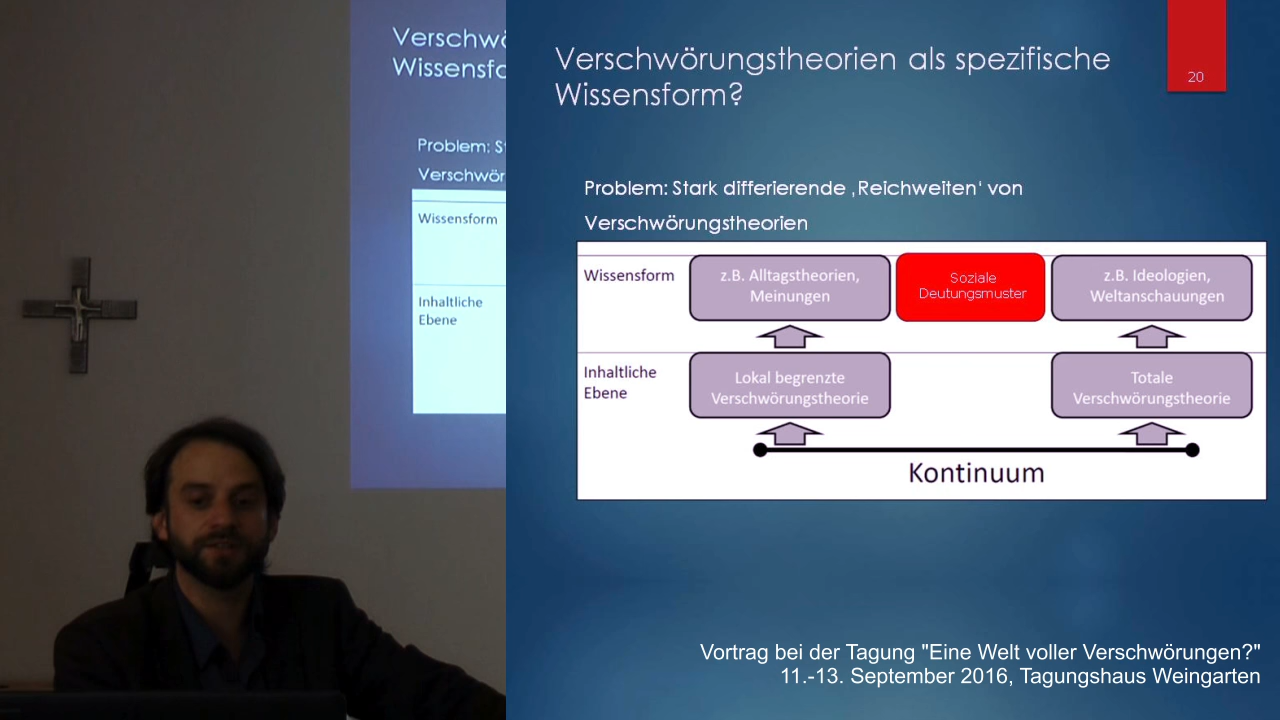 Verschwö
Wissensfo
Problem: S
Verschwör
Wissensform
Inhaltliche
Ebene
Verschwörungstheorien als spezifische
Wissensform?
20
Problem: Stark differierende ‚Reichweiten' von
Verschwörungstheorien
Wissensform
z.B. Alltagstheorien,
Meinungen
Soziale
Deutungsmuster
z.B. Ideologien,
Weltanschauungen
Inhaltliche
Ebene
Lokal begrenzte
Verschwörungstheorie
Totale
Verschwörungstheorie
Kontinuum
Vortrag bei der Tagung "Eine Welt voller Verschwörungen?"
11.-13. September 2016, Tagungshaus Weingarten